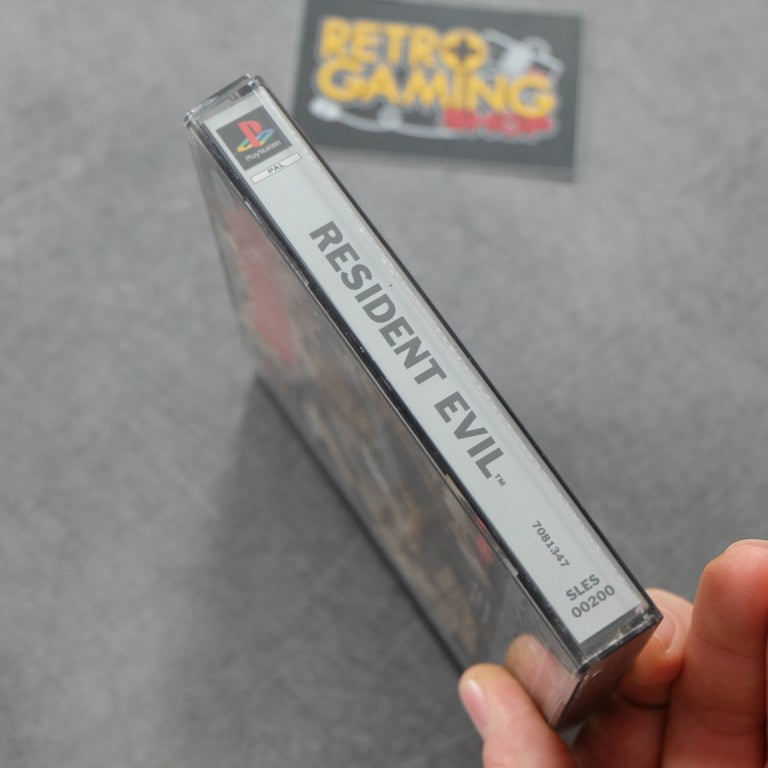 RETRO
GAMING
SHOP
PlayStation
PAL
RESIDENT EVIL™
7081347
SLES
00200